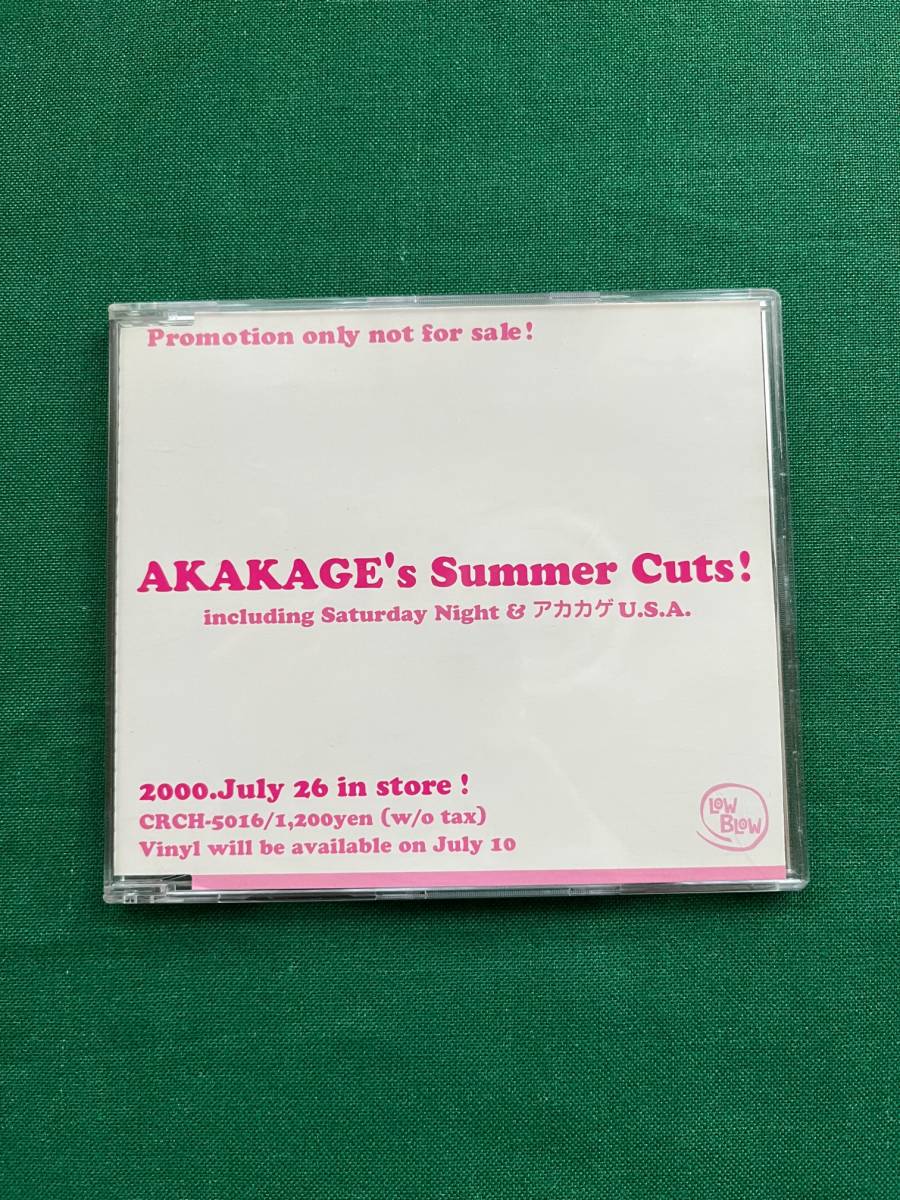 Promotion only not for sale!
AKAKAGE's Summer Cuts!
including Saturday Night & アカカゲ U.S.A.
2000.July 26 in store !
CRCH-5016/1,200yen (w/o tax)
Vinyl will be available on July 10
LOW
BLOW